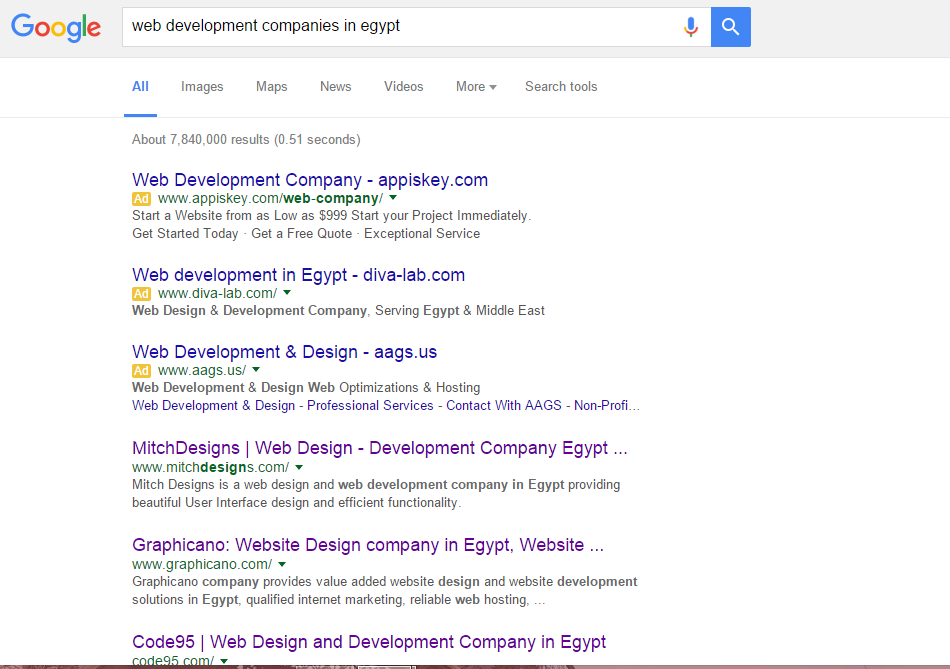 Google
web development companies in egypt
All Images Maps News Videos More Search tools
About 7,840,000 results (0.51 seconds)
Web Development Company - appiskey.com
Ad www.appiskey.com/web-company/
Start a Website from as Low as $999 Start your Project Immediately.
Get Started Today · Get a Free Quote · Exceptional Service
Web development in Egypt - diva-lab.com
Ad www.diva-lab.com/
Web Design & Development Company, Serving Egypt & Middle East
Web Development & Design - aags.us
Ad www.aags.us/
Web Development & Design Web Optimizations & Hosting
Web Development & Design - Professional Services - Contact With AAGS - Non-Profi...
MitchDesigns | Web Design - Development Company Egypt ...
www.mitchdesigns.com/
Mitch Designs is a web design and web development company in Egypt providing
beautiful User Interface design and efficient functionality.
Graphicano: Website Design company in Egypt, Website ...
www.graphicano.com/
Graphicano company provides value added website design and website development
solutions in Egypt, qualified internet marketing, reliable web hosting, ...
Code95 | Web Design and Development Company in Egypt
code95.com/